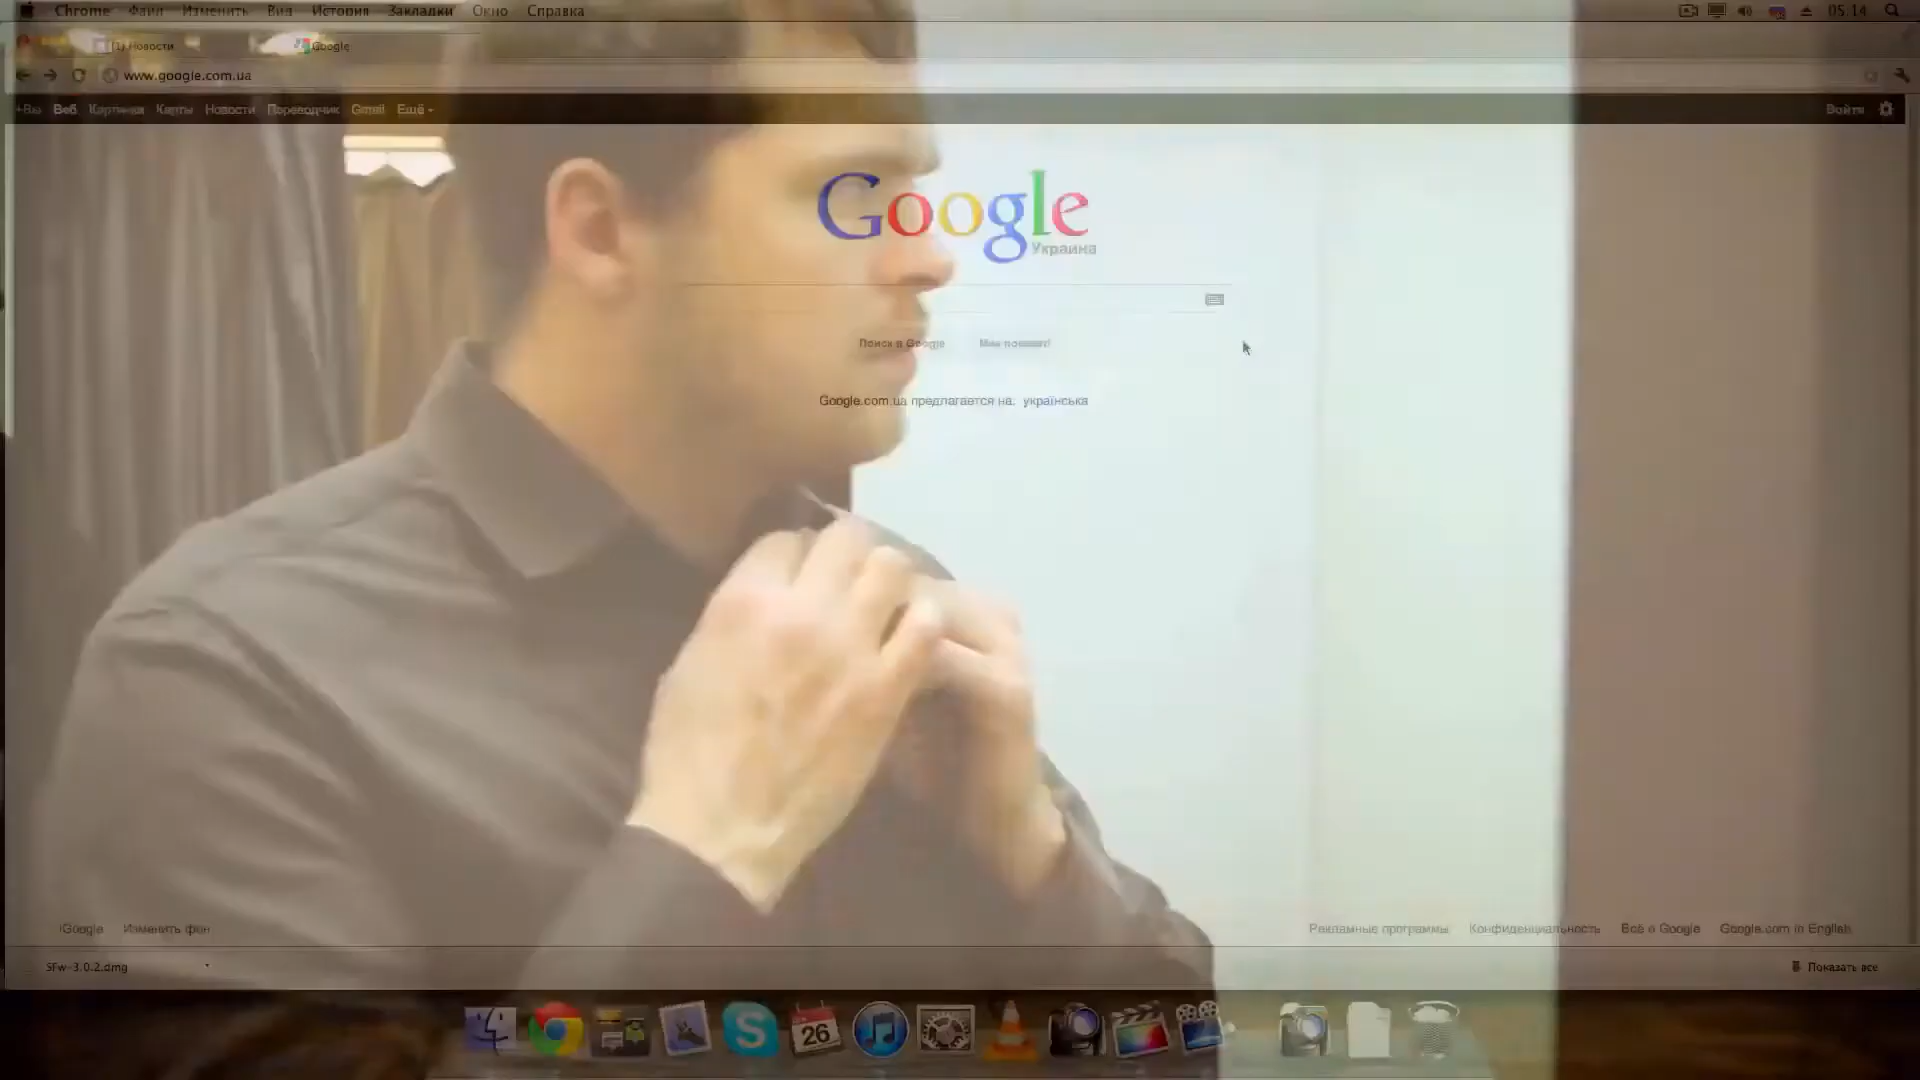 Chrome Файл Изменить Вид История Закладки Окно Справка 05:14
(1) Новости Google
www.google.com.ua
+Вы Веб Картинки Карты Новости Переводчик Gmail Ещё Войти
Google
Украина
Поиск в Google Мне повезёт!
Google.com.ua предлагается на: українська
iGoogle Изменить фон Рекламные программы Конфиденциальность Всё о Google Google.com in English
SFw-3.0.2.dmg Показать все
26